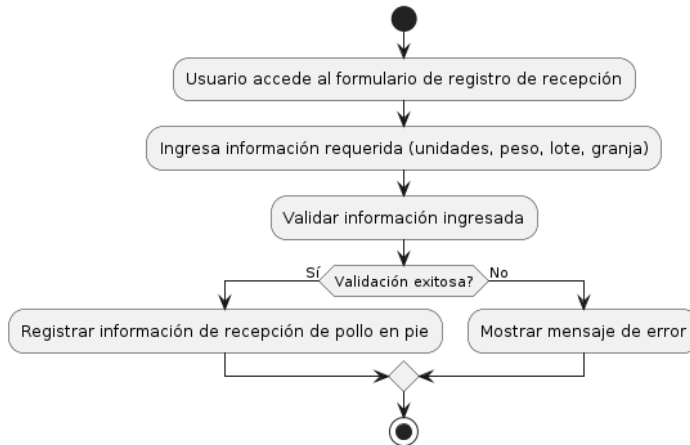 Usuario accede al formulario de registro de recepción
Ingresa información requerida (unidades, peso, lote, granja)
Validar información ingresada
Sí
Validación exitosa?
No
Registrar información de recepción de pollo en pie
Mostrar mensaje de error